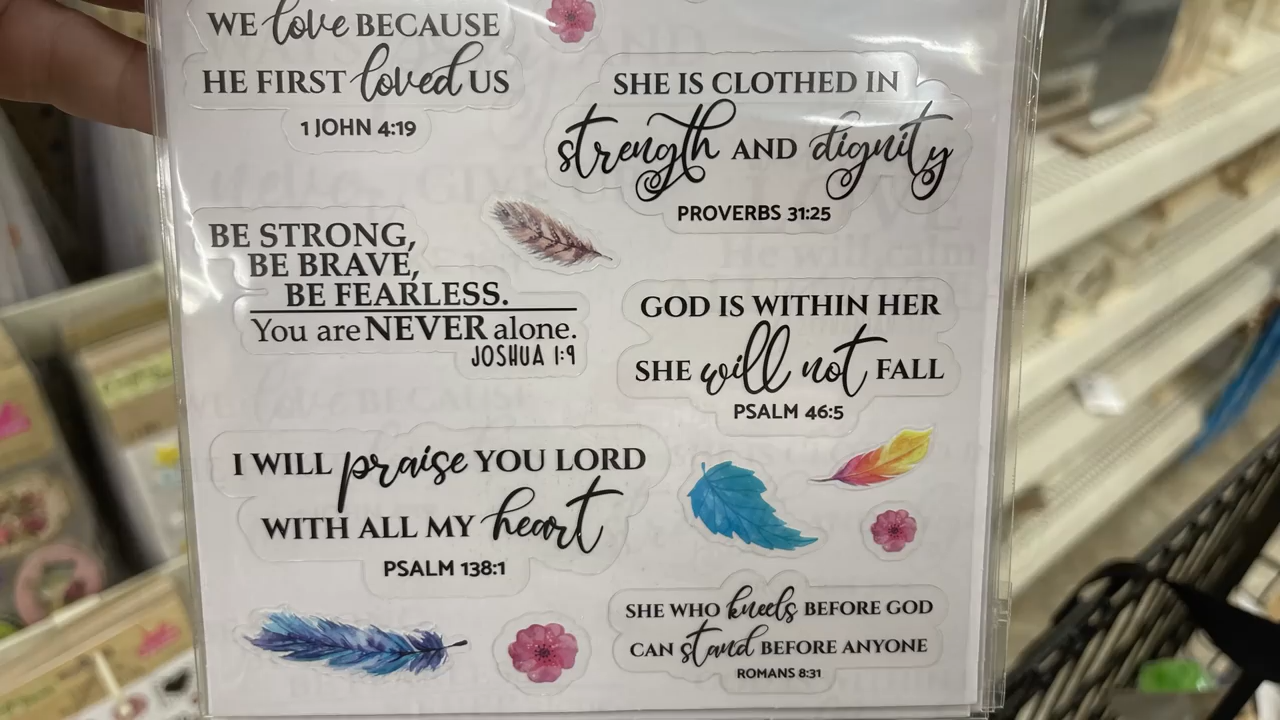 WE love BECAUSE
HE FIRST loved US
1 JOHN 4:19
SHE IS CLOTHED IN
strength AND dignity
PROVERBS 31:25
BE STRONG,
BE BRAVE,
BE FEARLESS.
You are NEVER alone.
JOSHUA 1:9
GOD IS WITHIN HER
SHE will not FALL
PSALM 46:5
I WILL praise YOU LORD
WITH ALL MY heart
PSALM 138:1
SHE WHO kneels BEFORE GOD
CAN stand BEFORE ANYONE
ROMANS 8:31